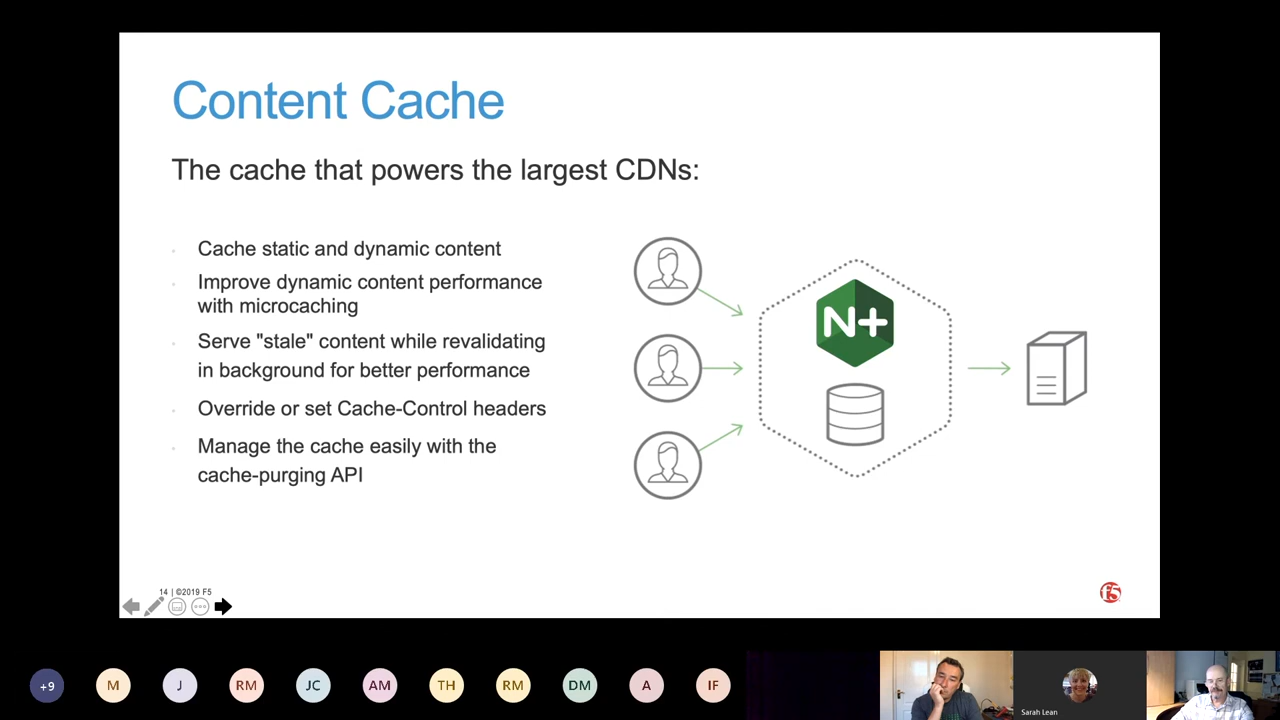 Content Cache
The cache that powers the largest CDNs:
Cache static and dynamic content
Improve dynamic content performance
with microcaching
Serve "stale" content while revalidating
in background for better performance
Override or set Cache-Control headers
Manage the cache easily with the
cache-purging API
N+
14 | ©2019 F5
f5
+9
M
J
RM
JC
AM
TH
RM
DM
A
IF
Sarah Lean